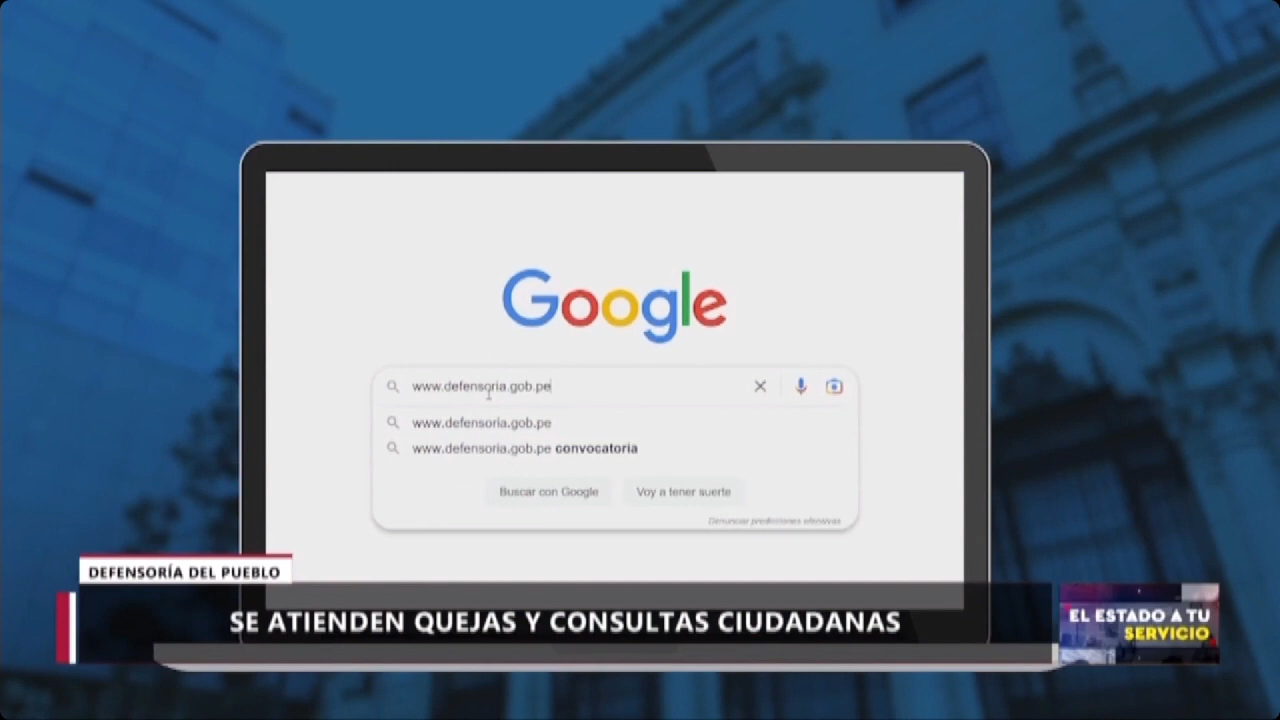 Google
www.defensoria.gob.pe
www.defensoria.gob.pe
www.defensoria.gob.pe convocatoria
Buscar con Google
Voy a tener suerte
Denunciar predicciones ofensivas
DEFENSORÍA DEL PUEBLO
SE ATIENDEN QUEJAS Y CONSULTAS CIUDADANAS
EL ESTADO A TU
SERVICIO